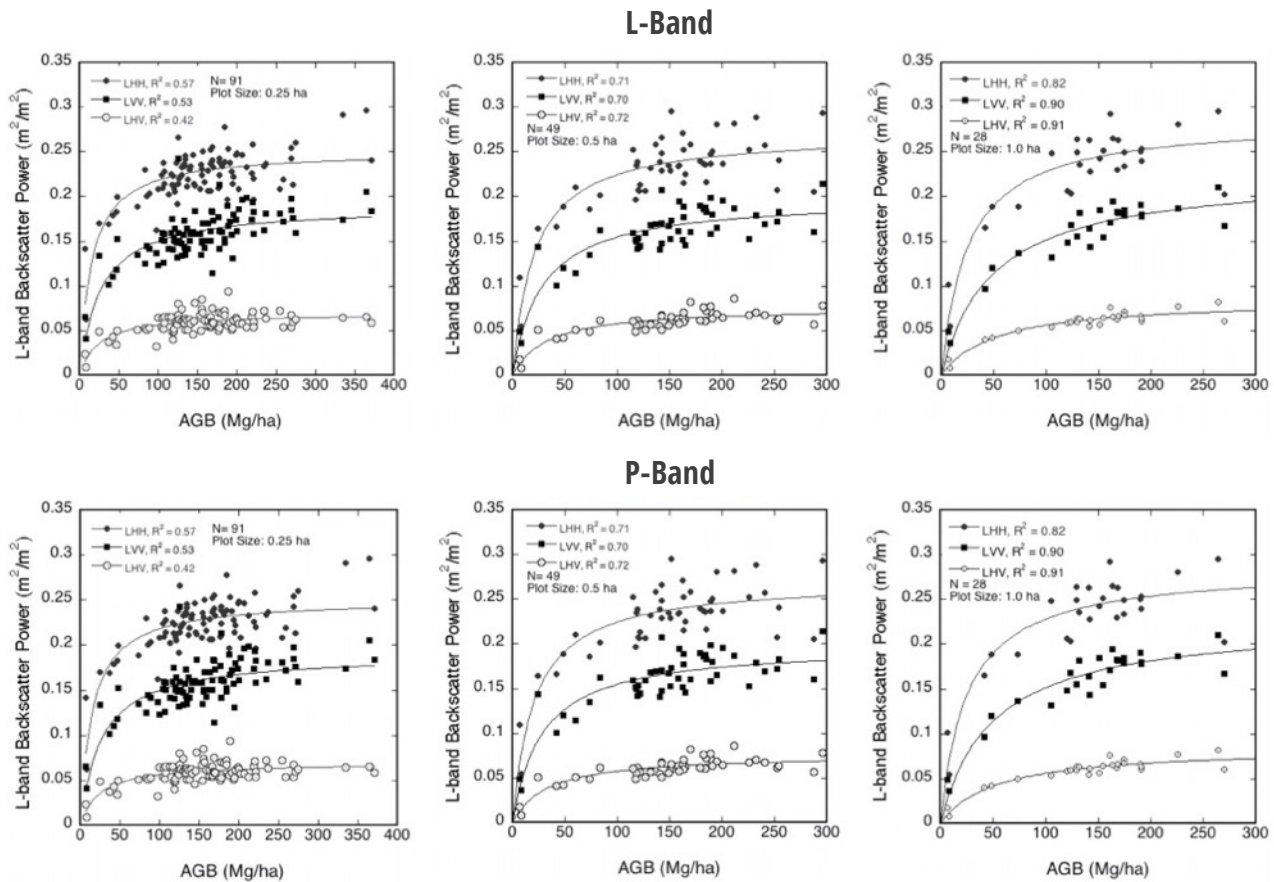 L-Band
0.35
0.3
0.25
0.2
0.15
0.1
0.05
0
L-band Backscatter Power (m²/m²)
LHH, R² = 0.57
LVV, R² = 0.53
LHV, R² = 0.42
N= 91
Plot Size: 0.25 ha
0 50 100 150 200 250 300 350 400
AGB (Mg/ha)
0.35
0.3
0.25
0.2
0.15
0.1
0.05
0
L-band Backscatter Power (m²/m²)
LHH, R² = 0.71
LVV, R² = 0.70
LHV, R² = 0.72
N= 49
Plot Size: 0.5 ha
0 50 100 150 200 250 300
AGB (Mg/ha)
0.35
0.3
0.25
0.2
0.15
0.1
0.05
0
L-band Backscatter Power (m²/m²)
LHH, R² = 0.82
LVV, R² = 0.90
LHV, R² = 0.91
N = 28
Plot Size: 1.0 ha
0 50 100 150 200 250 300
AGB (Mg/ha)
P-Band
0.35
0.3
0.25
0.2
0.15
0.1
0.05
0
L-band Backscatter Power (m²/m²)
LHH, R² = 0.57
LVV, R² = 0.53
LHV, R² = 0.42
N= 91
Plot Size: 0.25 ha
0 50 100 150 200 250 300 350 400
AGB (Mg/ha)
0.35
0.3
0.25
0.2
0.15
0.1
0.05
0
L-band Backscatter Power (m²/m²)
LHH, R² = 0.71
LVV, R² = 0.70
LHV, R² = 0.72
N= 49
Plot Size: 0.5 ha
0 50 100 150 200 250 300
AGB (Mg/ha)
0.35
0.3
0.25
0.2
0.15
0.1
0.05
0
L-band Backscatter Power (m²/m²)
LHH, R² = 0.82
LVV, R² = 0.90
LHV, R² = 0.91
N = 28
Plot Size: 1.0 ha
0 50 100 150 200 250 300
AGB (Mg/ha)